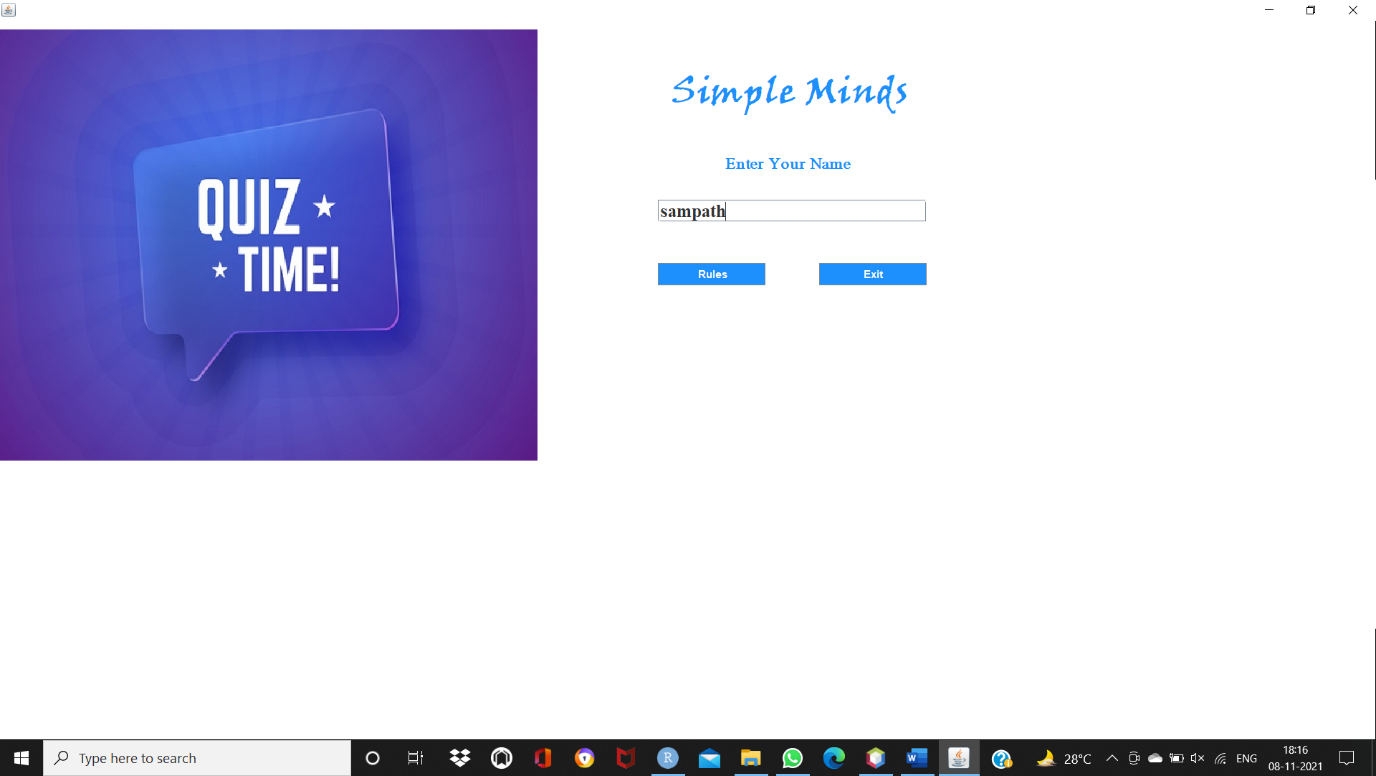 QUIZ
TIME!
Simple Minds
Enter Your Name
sampath
Rules
Exit
Type here to search
R
W
28°C
ENG
18:16
08-11-2021